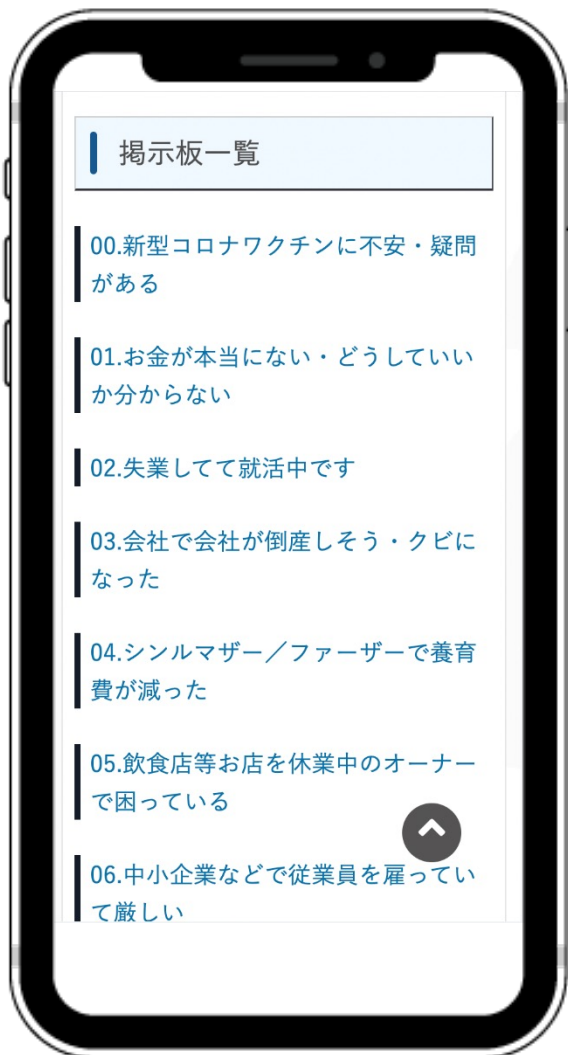 掲示板一覧
00.新型コロナワクチンに不安・疑問
がある
01.お金が本当にない・どうしていい
か分からない
02.失業してて就活中です
03.会社で会社が倒産しそう・クビに
なった
04.シンルマザー／ファーザーで養育
費が減った
05.飲食店等お店を休業中のオーナー
で困っている
06.中小企業などで従業員を雇ってい
て厳しい